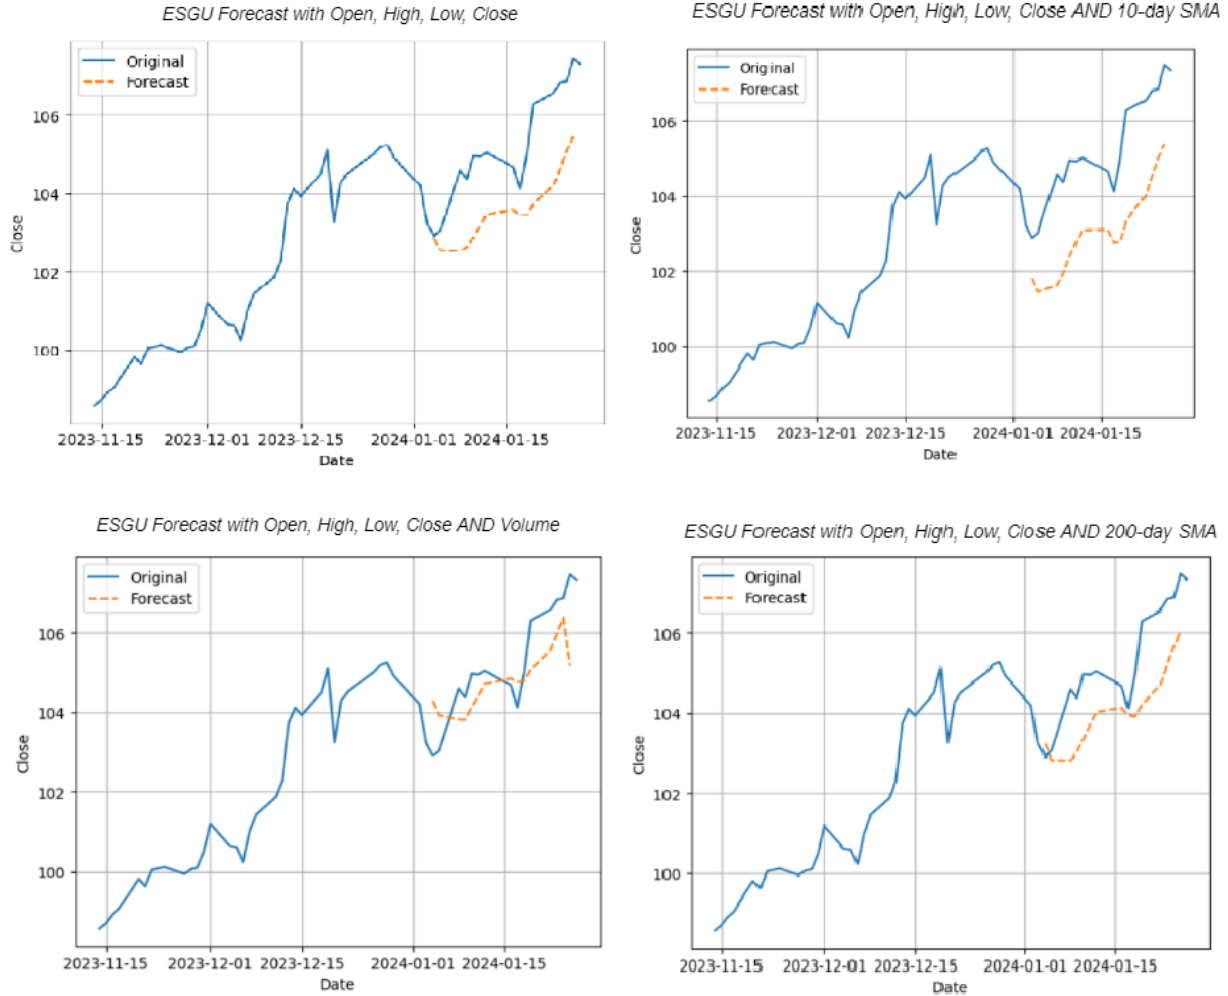 ESGU Forecast with Open, High, Low, Close
Original
Forecast
106
104
102
100
Close
2023-11-15 2023-12-01 2023-12-15 2024-01-01 2024-01-15
Date
ESGU Forecast with Open, High, Low, Close AND 10-day SMA
Original
Forecast
106
104
102
100
Close
2023-11-15 2023-12-01 2023-12-15 2024-01-01 2024-01-15
Date
ESGU Forecast with Open, High, Low, Close AND Volume
Original
Forecast
106
104
102
100
Close
2023-11-15 2023-12-01 2023-12-15 2024-01-01 2024-01-15
Date
ESGU Forecast with Open, High, Low, Close AND 200-day SMA
Original
Forecast
106
104
102
100
Close
2023-11-15 2023-12-01 2023-12-15 2024-01-01 2024-01-15
Date